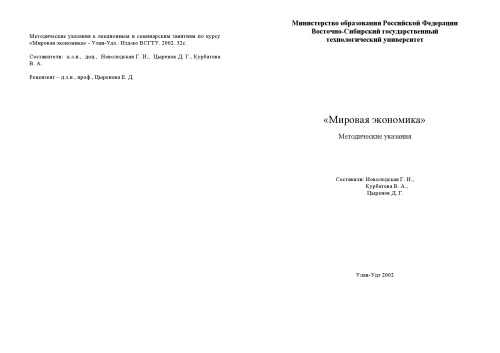 Методические указания к лекционным и семинарским занятиям по курсу
«Мировая экономика» - Улан-Удэ.: Изд-во ВСГТУ. 2002. 32с.
Составители: к.э.н., доц., Новолодская Г. И., Цыренов Д. Г., Курбатова
В. А.
Рецензент – д.э.н., проф., Цыренова Е. Д.
Министерство образования Российской Федерации
Восточно-Сибирский государственный
технологический университет
«Мировая экономика»
Методические указания
Составили: Новолодская Г. И.,
Курбатова В. А.,
Цыренов Д. Г.
Улан-Удэ 2002